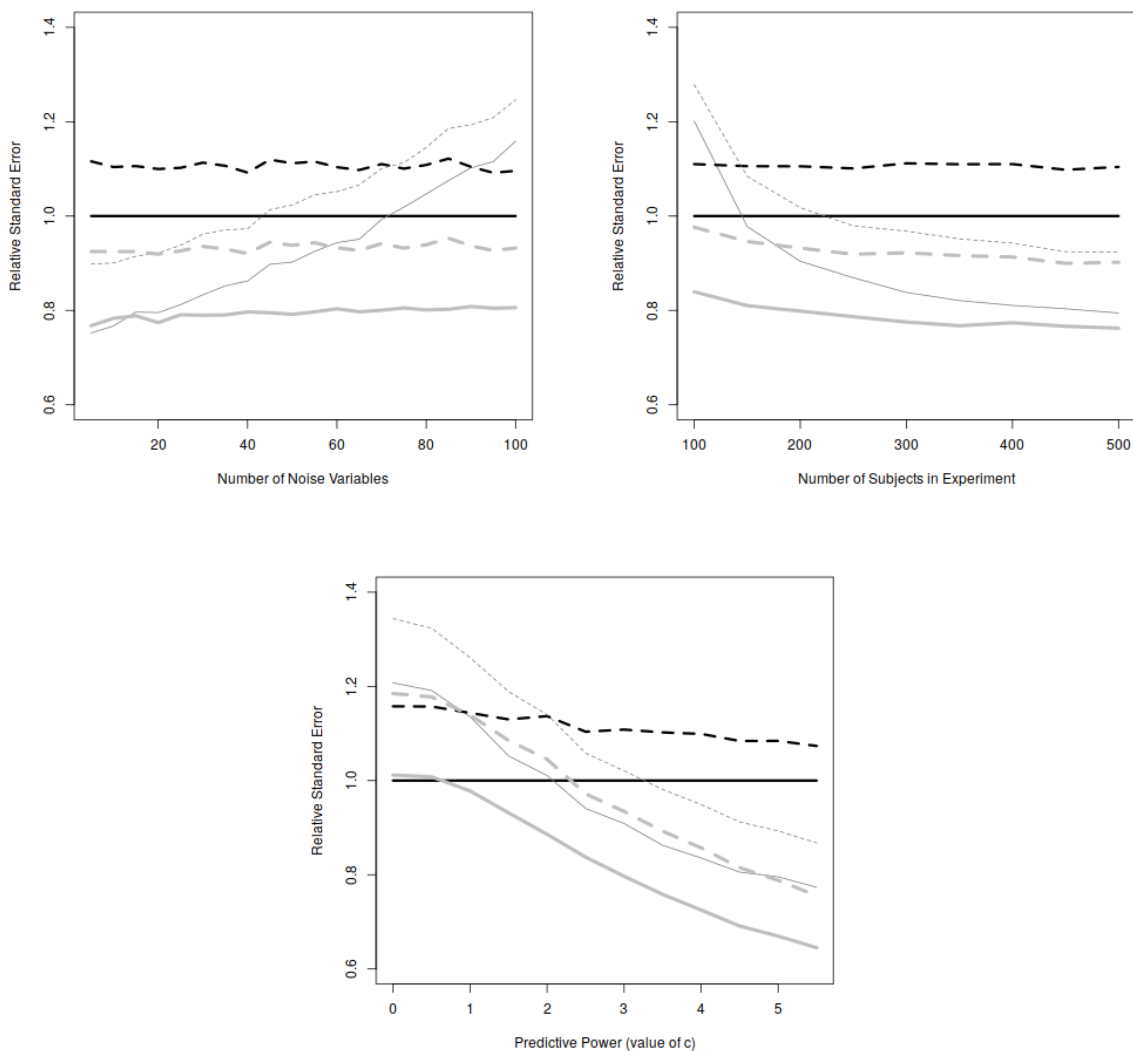 1.4
1.2
1.0
0.8
0.6
Relative Standard Error
20 40 60 80 100
Number of Noise Variables
1.4
1.2
1.0
0.8
0.6
Relative Standard Error
100 200 300 400 500
Number of Subjects in Experiment
1.4
1.2
1.0
0.8
0.6
Relative Standard Error
0 1 2 3 4 5
Predictive Power (value of c)